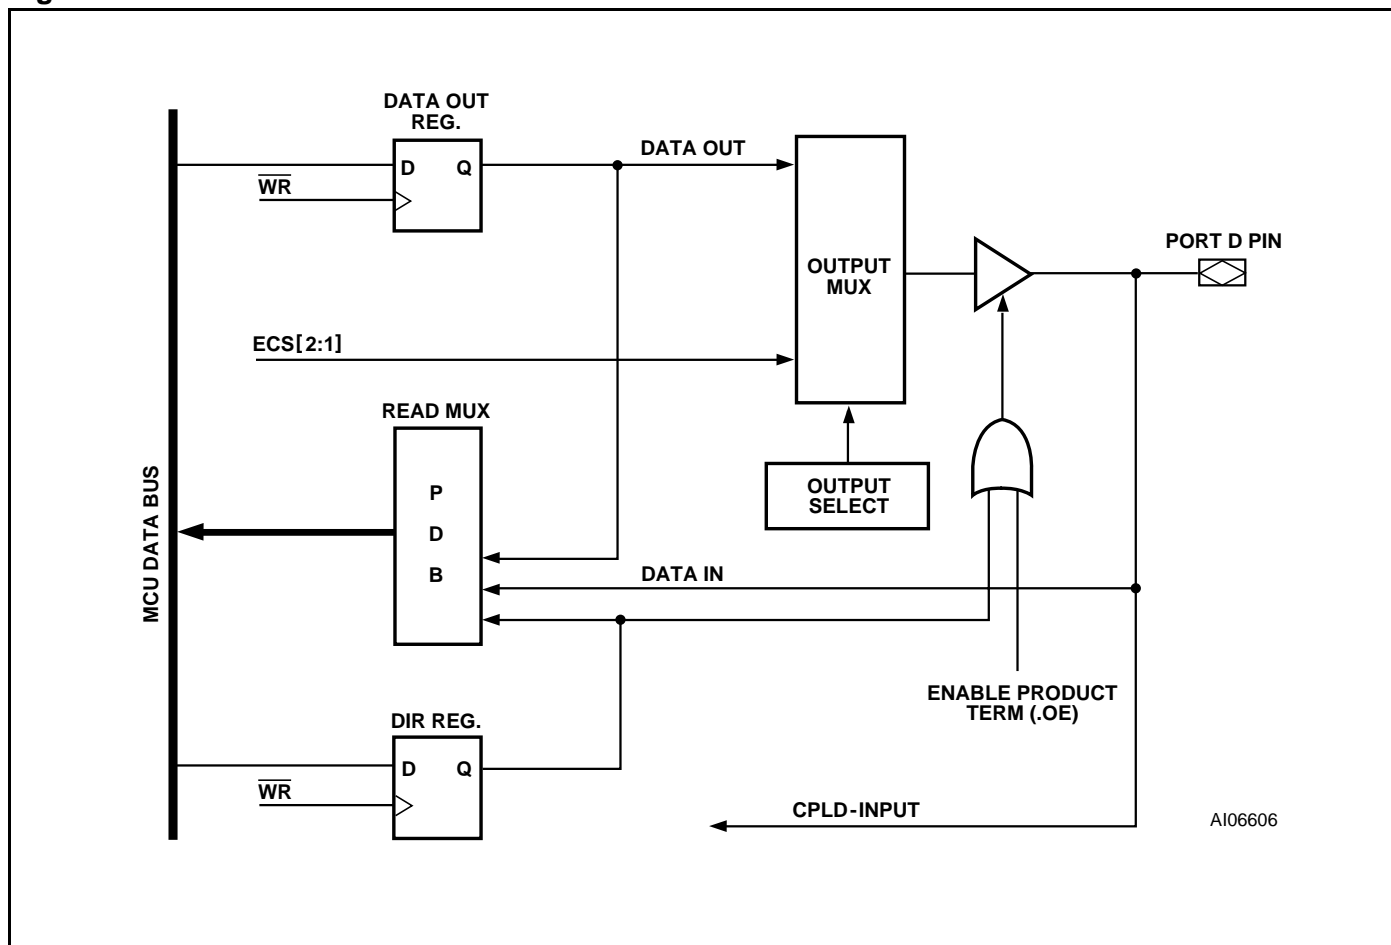 DATA OUT
REG.
D Q
WR
DATA OUT
OUTPUT
MUX
PORT D PIN
ECS[2:1]
READ MUX
P
D
B
OUTPUT
SELECT
MCU DATA BUS
DATA IN
ENABLE PRODUCT
TERM (.OE)
DIR REG.
D Q
WR
CPLD-INPUT
AI06606